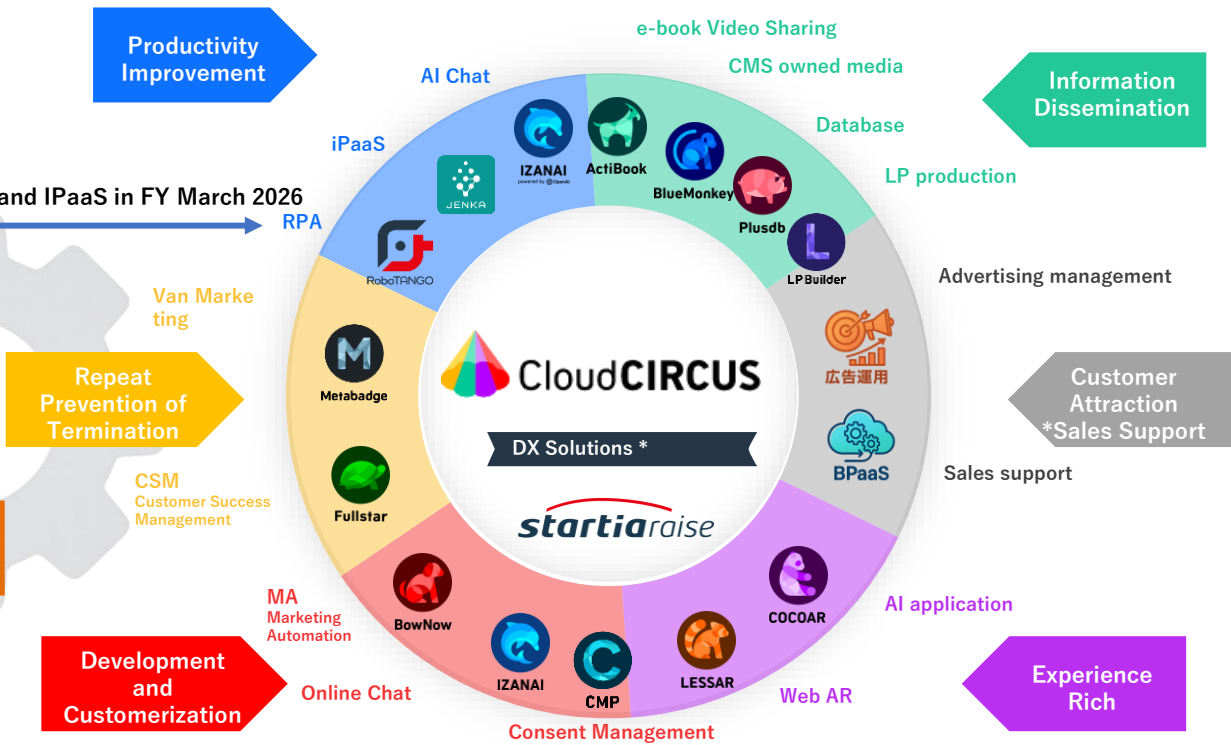 Productivity
Improvement
e-book Video Sharing
CMS owned media
AI Chat
Information
Dissemination
Database
iPaaS
IZANAI
powered by OpenAI
ActiBook
BlueMonkey
LP production
JENKA
and IPaaS in FY March 2026
RPA
Plusdb
RoboTANGO
LPBuilder
Advertising management
Van Marke
ting
広告運用
Metabadge
CloudCIRCUS
Repeat
Prevention of
Termination
Customer
Attraction
*Sales Support
DX Solutions *
BPaaS
Sales support
CSM
Customer Success
Management
Fullstar
startiaraise
MA
Marketing
Automation
BowNow
COCOAR
AI application
IZANAI
CMP
LESSAR
Development
and
Customerization
Online Chat
Web AR
Experience
Rich
Consent Management